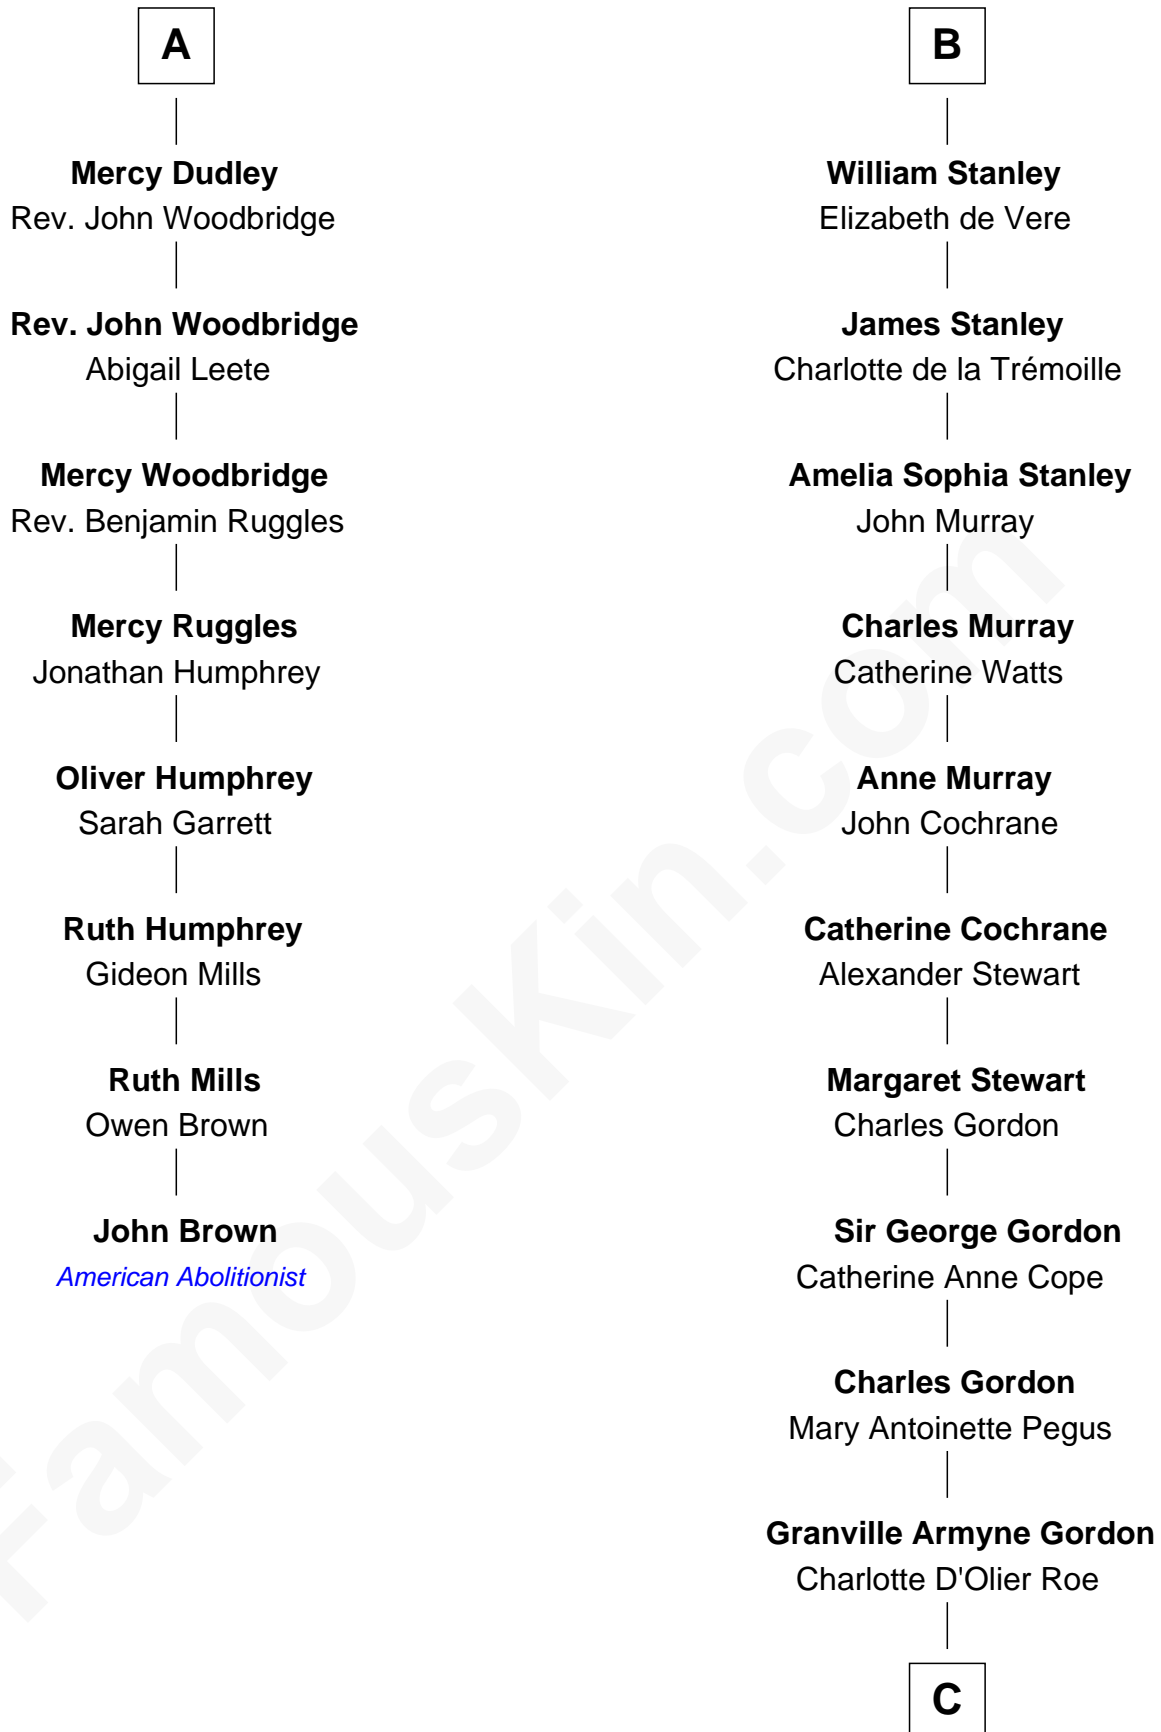 A
Mercy Dudley
Rev. John Woodbridge
Rev. John Woodbridge
Abigail Leete
Mercy Woodbridge
Rev. Benjamin Ruggles
Mercy Ruggles
Jonathan Humphrey
Oliver Humphrey
Sarah Garrett
Ruth Humphrey
Gideon Mills
Ruth Mills
Owen Brown
John Brown
American Abolitionist
B
William Stanley
Elizabeth de Vere
James Stanley
Charlotte de la Trémoille
Amelia Sophia Stanley
John Murray
Charles Murray
Catherine Watts
Anne Murray
John Cochrane
Catherine Cochrane
Alexander Stewart
Margaret Stewart
Charles Gordon
Sir George Gordon
Catherine Anne Cope
Charles Gordon
Mary Antoinette Pegus
Granville Armyne Gordon
Charlotte D'Olier Roe
C
FamousKin.com